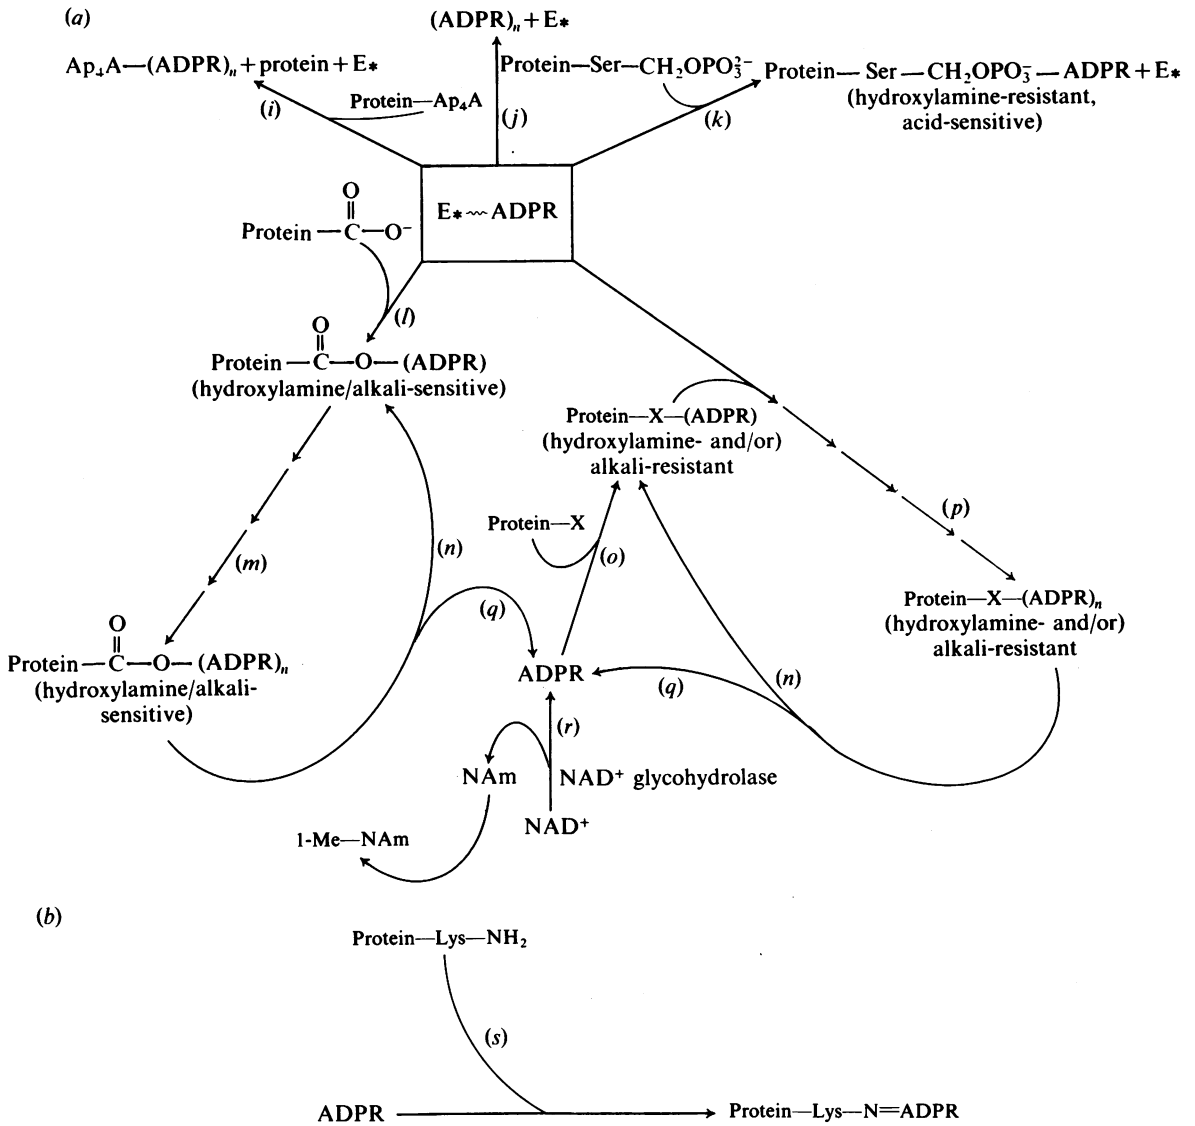 (a)
(ADPR)ₙ + E*
Ap₄A—(ADPR)ₙ + protein + E*
Protein—Ser—CH₂OPO₃²⁻
Protein—Ser—CH₂OPO₃⁻—ADPR + E*
(hydroxylamine-resistant,
acid-sensitive)
(i)
Protein—Ap₄A
(j)
(k)
E*~~ADPR
O
||
Protein—C—O⁻
(l)
O
||
Protein—C—O—(ADPR)
(hydroxylamine/alkali-sensitive)
Protein—X—(ADPR)
(hydroxylamine- and/or)
alkali-resistant
(p)
Protein—X
(m)
(n)
(o)
(q)
Protein—X—(ADPR)ₙ
(hydroxylamine- and/or)
alkali-resistant
O
||
Protein—C—O—(ADPR)ₙ
(hydroxylamine/alkali-
sensitive)
ADPR
(q)
(n)
(r)
NAm
NAD⁺ glycohydrolase
NAD⁺
1-Me—NAm
(b)
Protein—Lys—NH₂
(s)
ADPR
Protein—Lys—N=ADPR